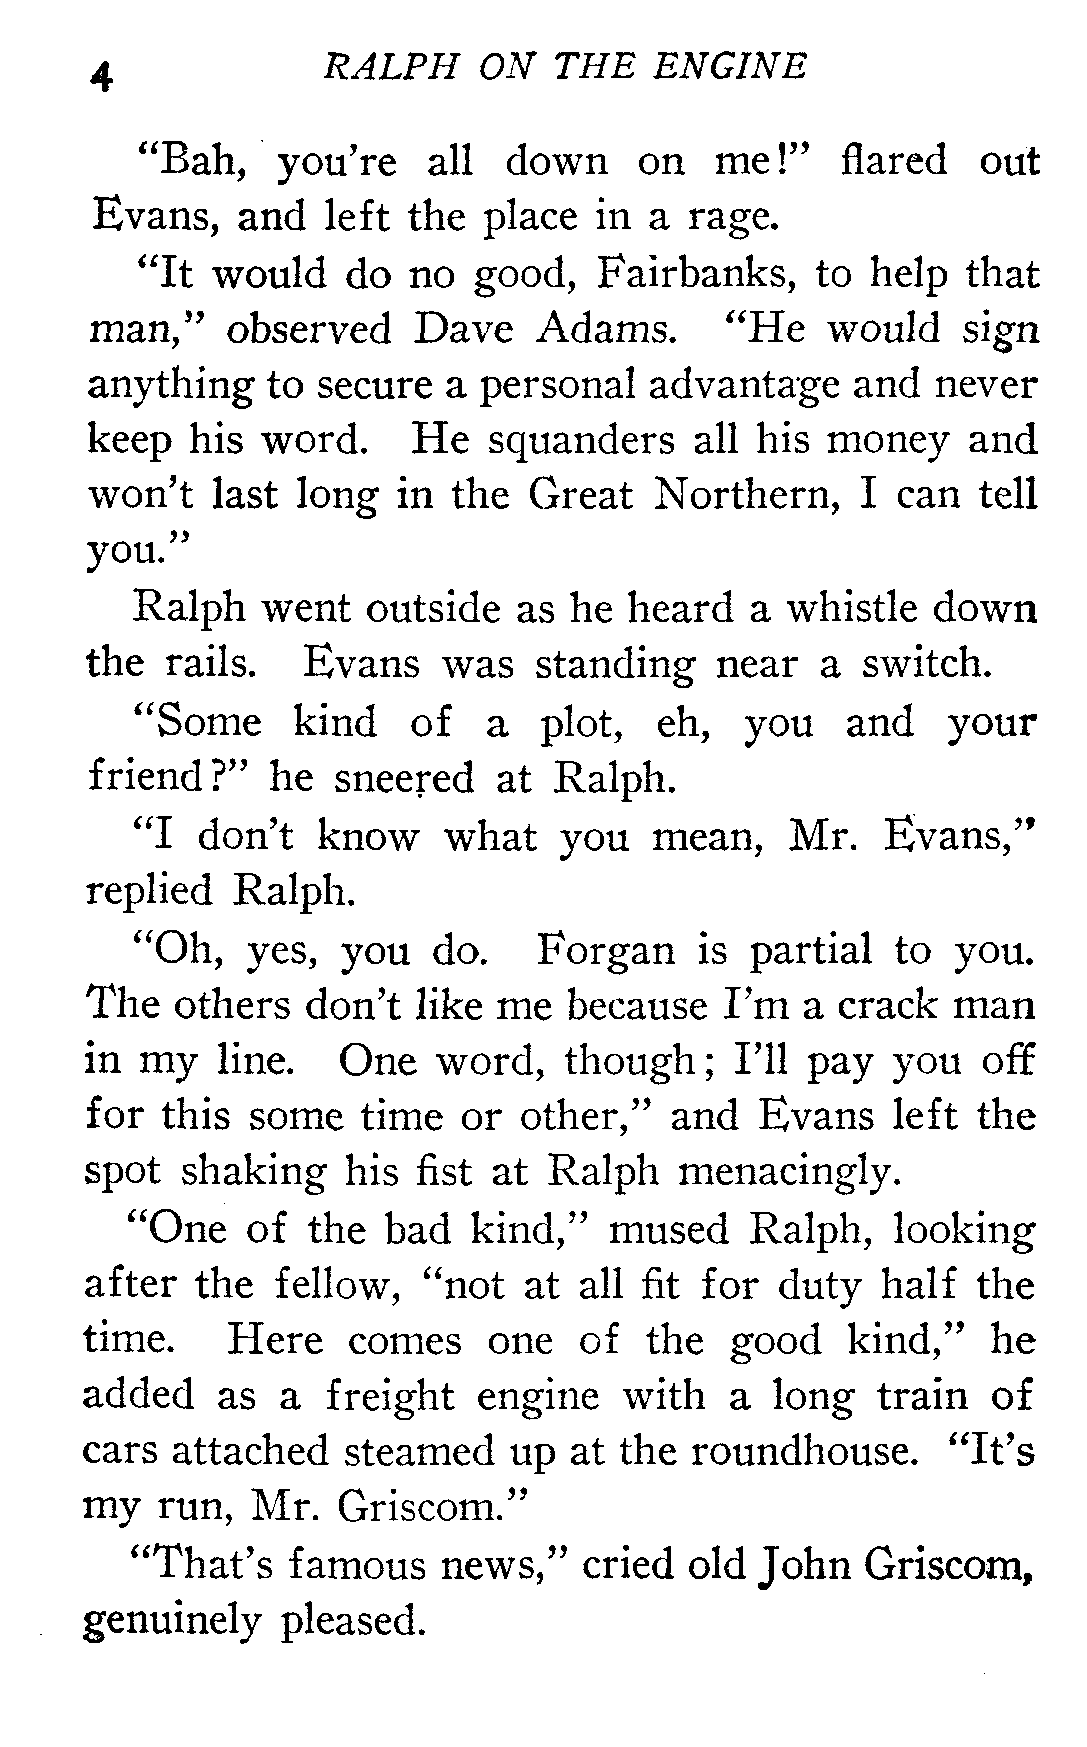 4 RALPH ON THE ENGINE
“Bah, you’re all down on me!” flared out
Evans, and left the place in a rage.
“It would do no good, Fairbanks, to help that
man,” observed Dave Adams. “He would sign
anything to secure a personal advantage and never
keep his word. He squanders all his money and
won’t last long in the Great Northern, I can tell
you.”
Ralph went outside as he heard a whistle down
the rails. Evans was standing near a switch.
“Some kind of a plot, eh, you and your
friend?” he sneered at Ralph.
“I don’t know what you mean, Mr. Evans,”
replied Ralph.
“Oh, yes, you do. Forgan is partial to you.
The others don’t like me because I’m a crack man
in my line. One word, though; I’ll pay you off
for this some time or other,” and Evans left the
spot shaking his fist at Ralph menacingly.
“One of the bad kind,” mused Ralph, looking
after the fellow, “not at all fit for duty half the
time. Here comes one of the good kind,” he
added as a freight engine with a long train of
cars attached steamed up at the roundhouse. “It’s
my run, Mr. Griscom.”
“That’s famous news,” cried old John Griscom,
genuinely pleased.